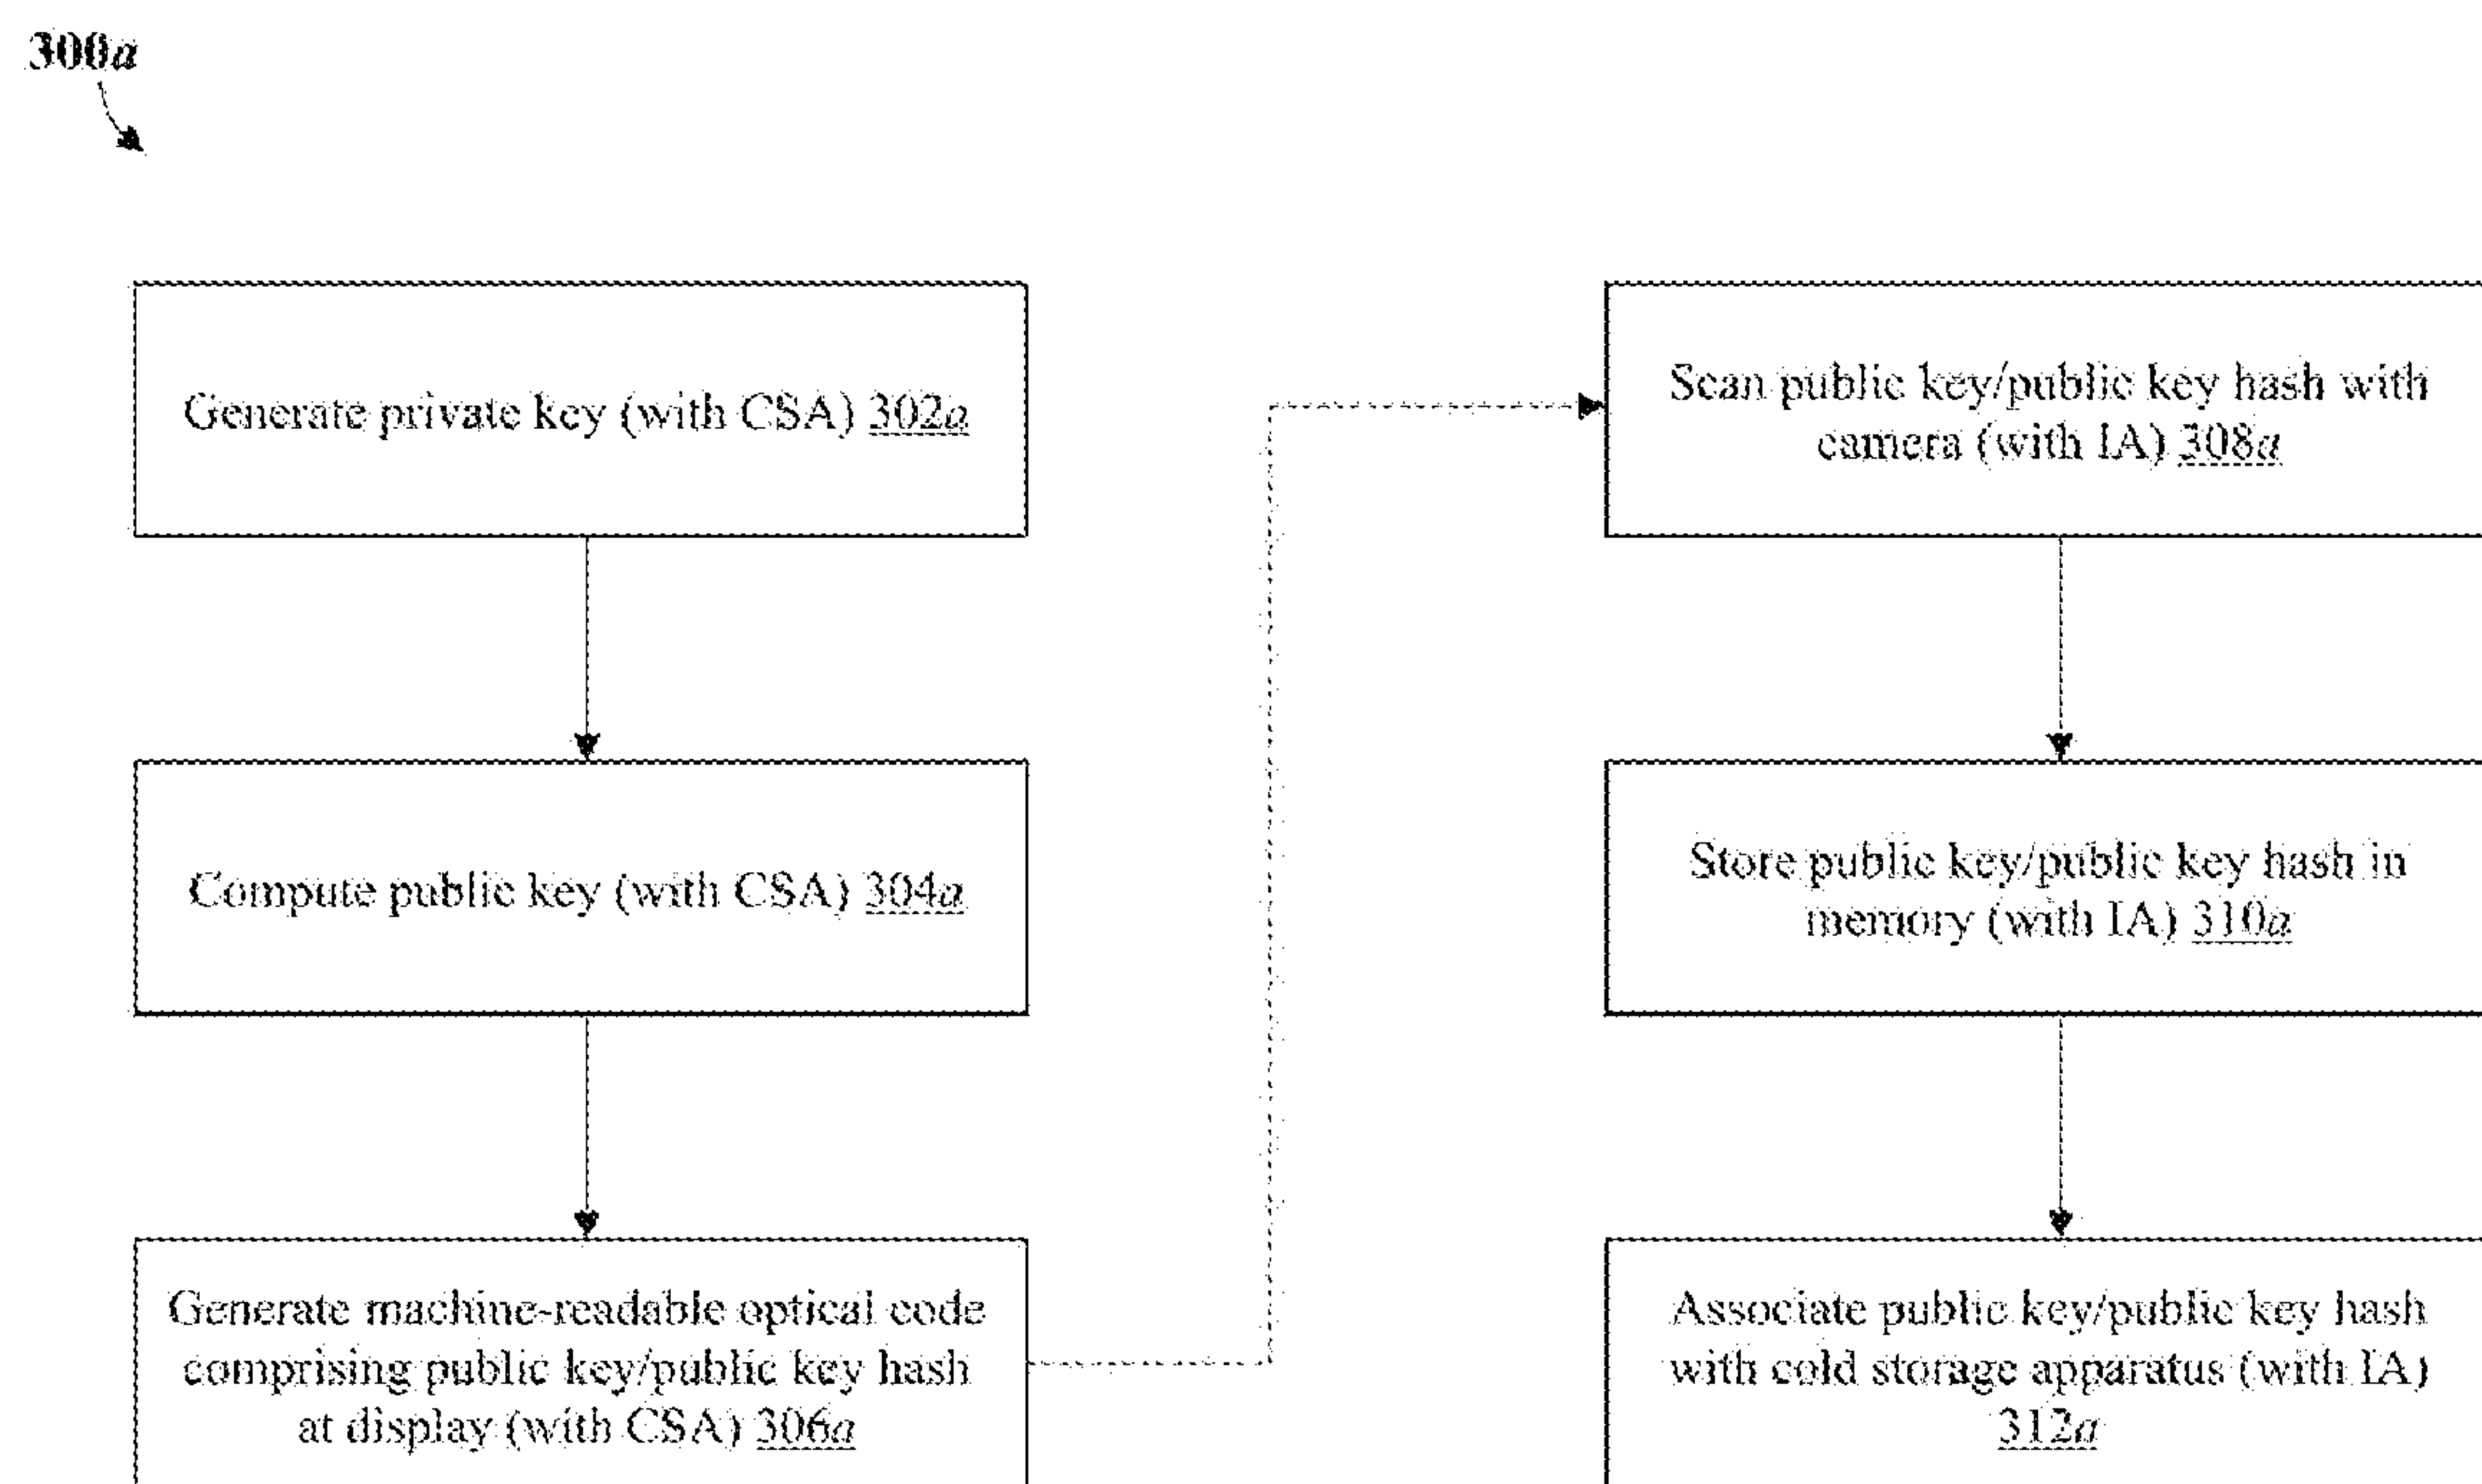 300a
Generate private key (with CSA) 302a
Compute public key (with CSA) 304a
Generate machine-readable optical code
comprising public key/public key hash
at display (with CSA) 306a
Scan public key/public key hash with
camera (with IA) 308a
Store public key/public key hash in
memory (with IA) 310a
Associate public key/public key hash
with cold storage apparatus (with IA)
312a